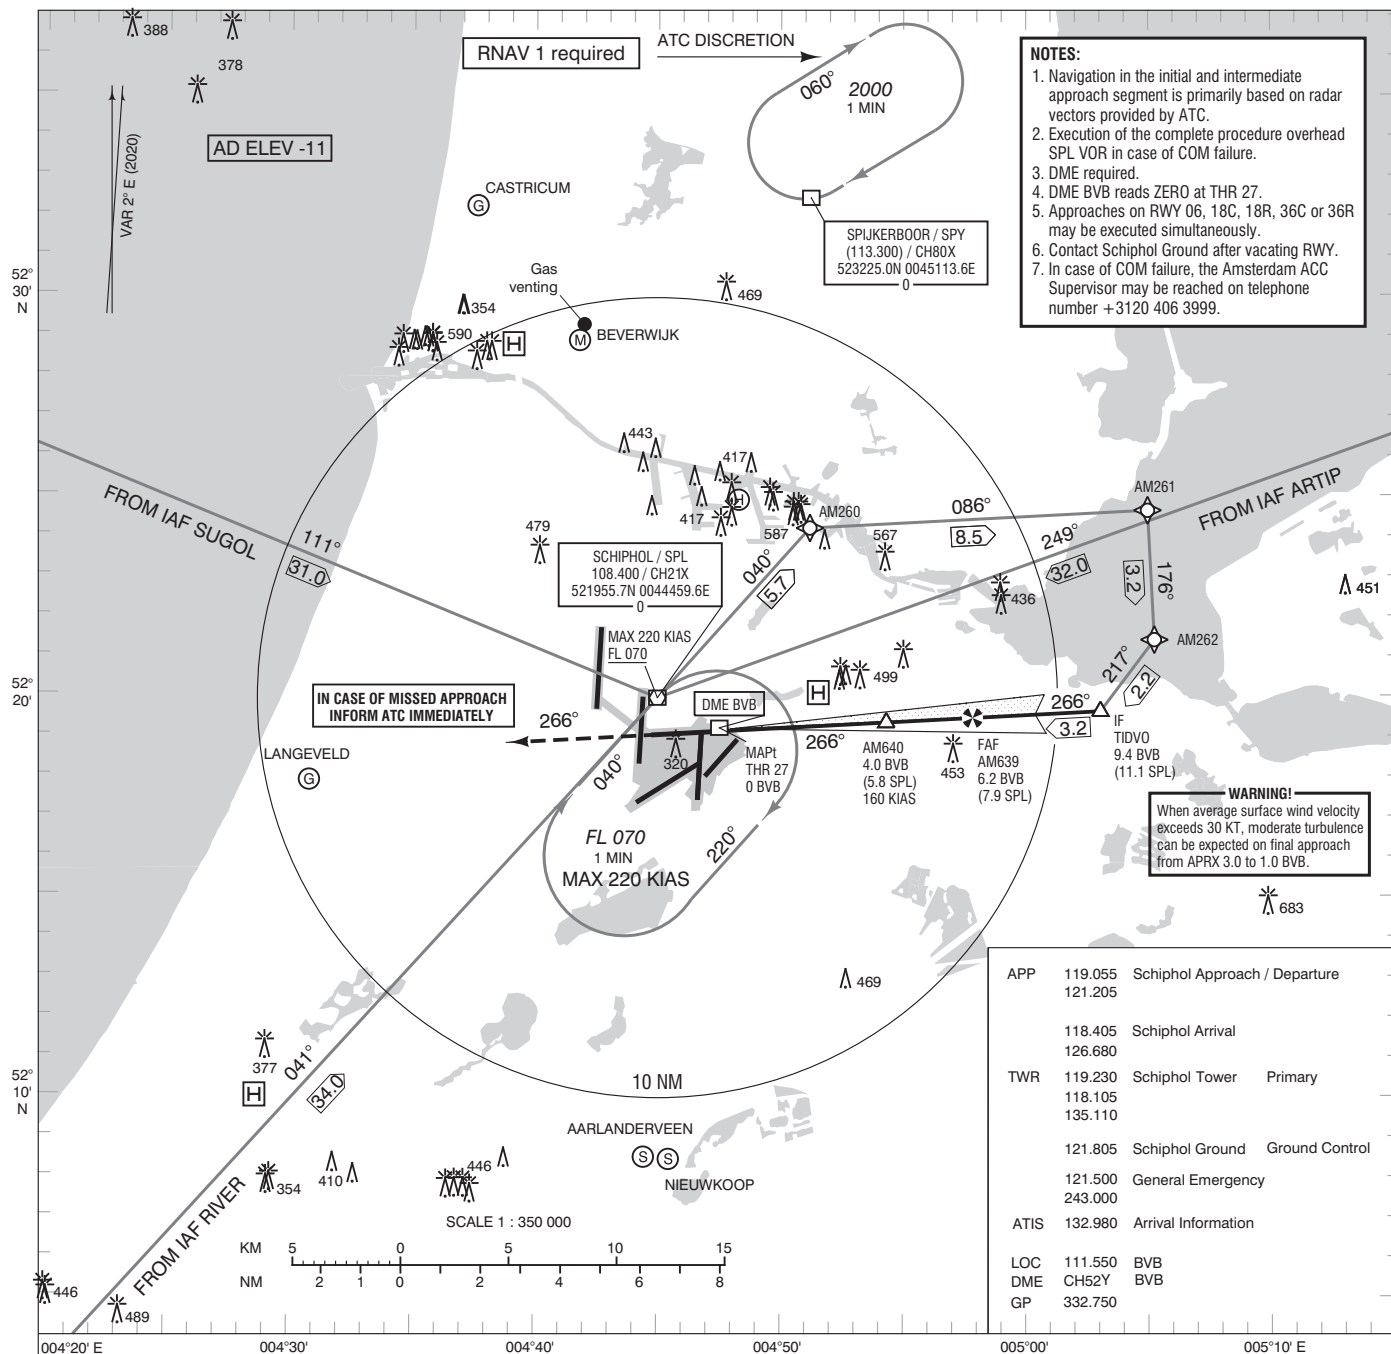 388
378
RNAV 1 required
ATC DISCRETION
060°
2000
1 MIN
NOTES:
1. Navigation in the initial and intermediate
approach segment is primarily based on radar
vectors provided by ATC.
2. Execution of the complete procedure overhead
SPL VOR in case of COM failure.
3. DME required.
4. DME BVB reads ZERO at THR 27.
5. Approaches on RWY 06, 18C, 18R, 36C or 36R
may be executed simultaneously.
6. Contact Schiphol Ground after vacating RWY.
7. In case of COM failure, the Amsterdam ACC
Supervisor may be reached on telephone
number +3120 406 3999.
AD ELEV -11
VAR 2° E (2020)
G
CASTRICUM
SPIJKERBOOR / SPY
(113.300) / CH80X
523225.0N 0045113.6E
0
52°
30'
N
Gas
venting
354
590
H
M
BEVERWIJK
469
443
417
417
H
587
AM260
567
086°
8.5
AM261
FROM IAF ARTIP
249°
32.0
FROM IAF SUGOL
111°
31.0
479
SCHIPHOL / SPL
108.400 / CH21X
521955.7N 0044459.6E
0
040°
5.7
436
3.2
176°
451
AM262
217°
2.2
MAX 220 KIAS
FL 070
499
H
52°
20'
N
IN CASE OF MISSED APPROACH
INFORM ATC IMMEDIATELY
266°
DME BVB
266°
266°
3.2
IF
TIDVO
9.4 BVB
(11.1 SPL)
LANGEVELD
G
040°
320
MAPt
THR 27
0 BVB
AM640
4.0 BVB
(5.8 SPL)
160 KIAS
453
FAF
AM639
6.2 BVB
(7.9 SPL)
WARNING!
When average surface wind velocity
exceeds 30 KT, moderate turbulence
can be expected on final approach
from APRX 3.0 to 1.0 BVB.
FL 070
1 MIN
MAX 220 KIAS
220°
683
469
377
H
041°
34.0
52°
10'
N
10 NM
AARLANDERVEEN
S
S
NIEUWKOOP
354
410
446
FROM IAF RIVER
446
489
SCALE 1 : 350 000
KM 5 0 5 10 15
NM 2 1 0 2 4 6 8
APP 119.055 Schiphol Approach / Departure
121.205
118.405 Schiphol Arrival
126.680
TWR 119.230 Schiphol Tower Primary
118.105
135.110
121.805 Schiphol Ground Ground Control
121.500 General Emergency
243.000
ATIS 132.980 Arrival Information
LOC 111.550 BVB
DME CH52Y BVB
GP 332.750
004°20' E 004°30' 004°40' 004°50' 005°00' 005°10' E